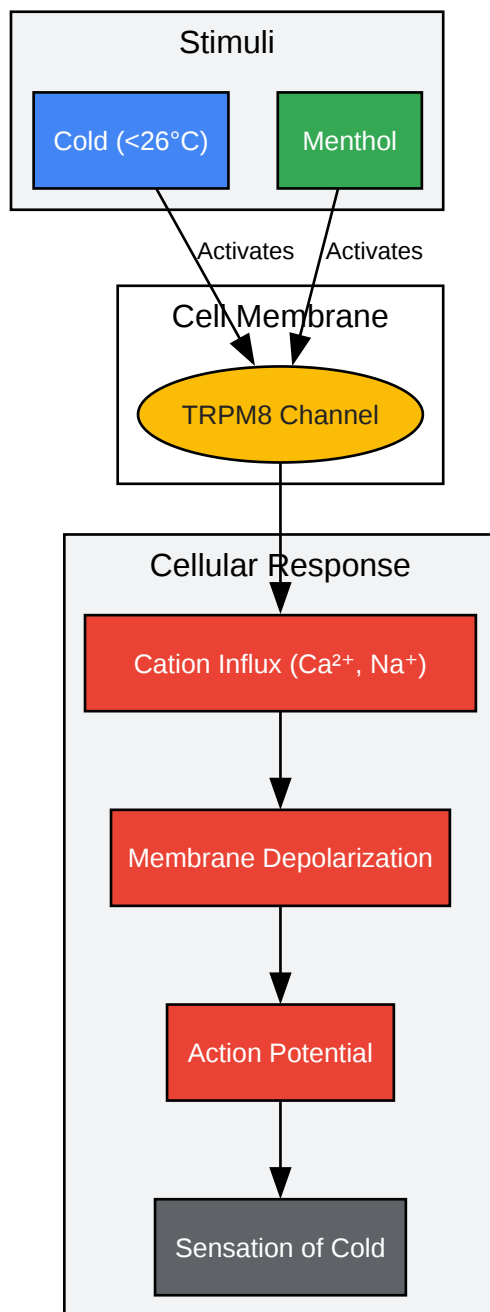 Stimuli
Cold (<26°C)
Menthol
Activates
Activates
Cell Membrane
TRPM8 Channel
Cellular Response
Cation Influx (Ca²⁺, Na⁺)
Membrane Depolarization
Action Potential
Sensation of Cold